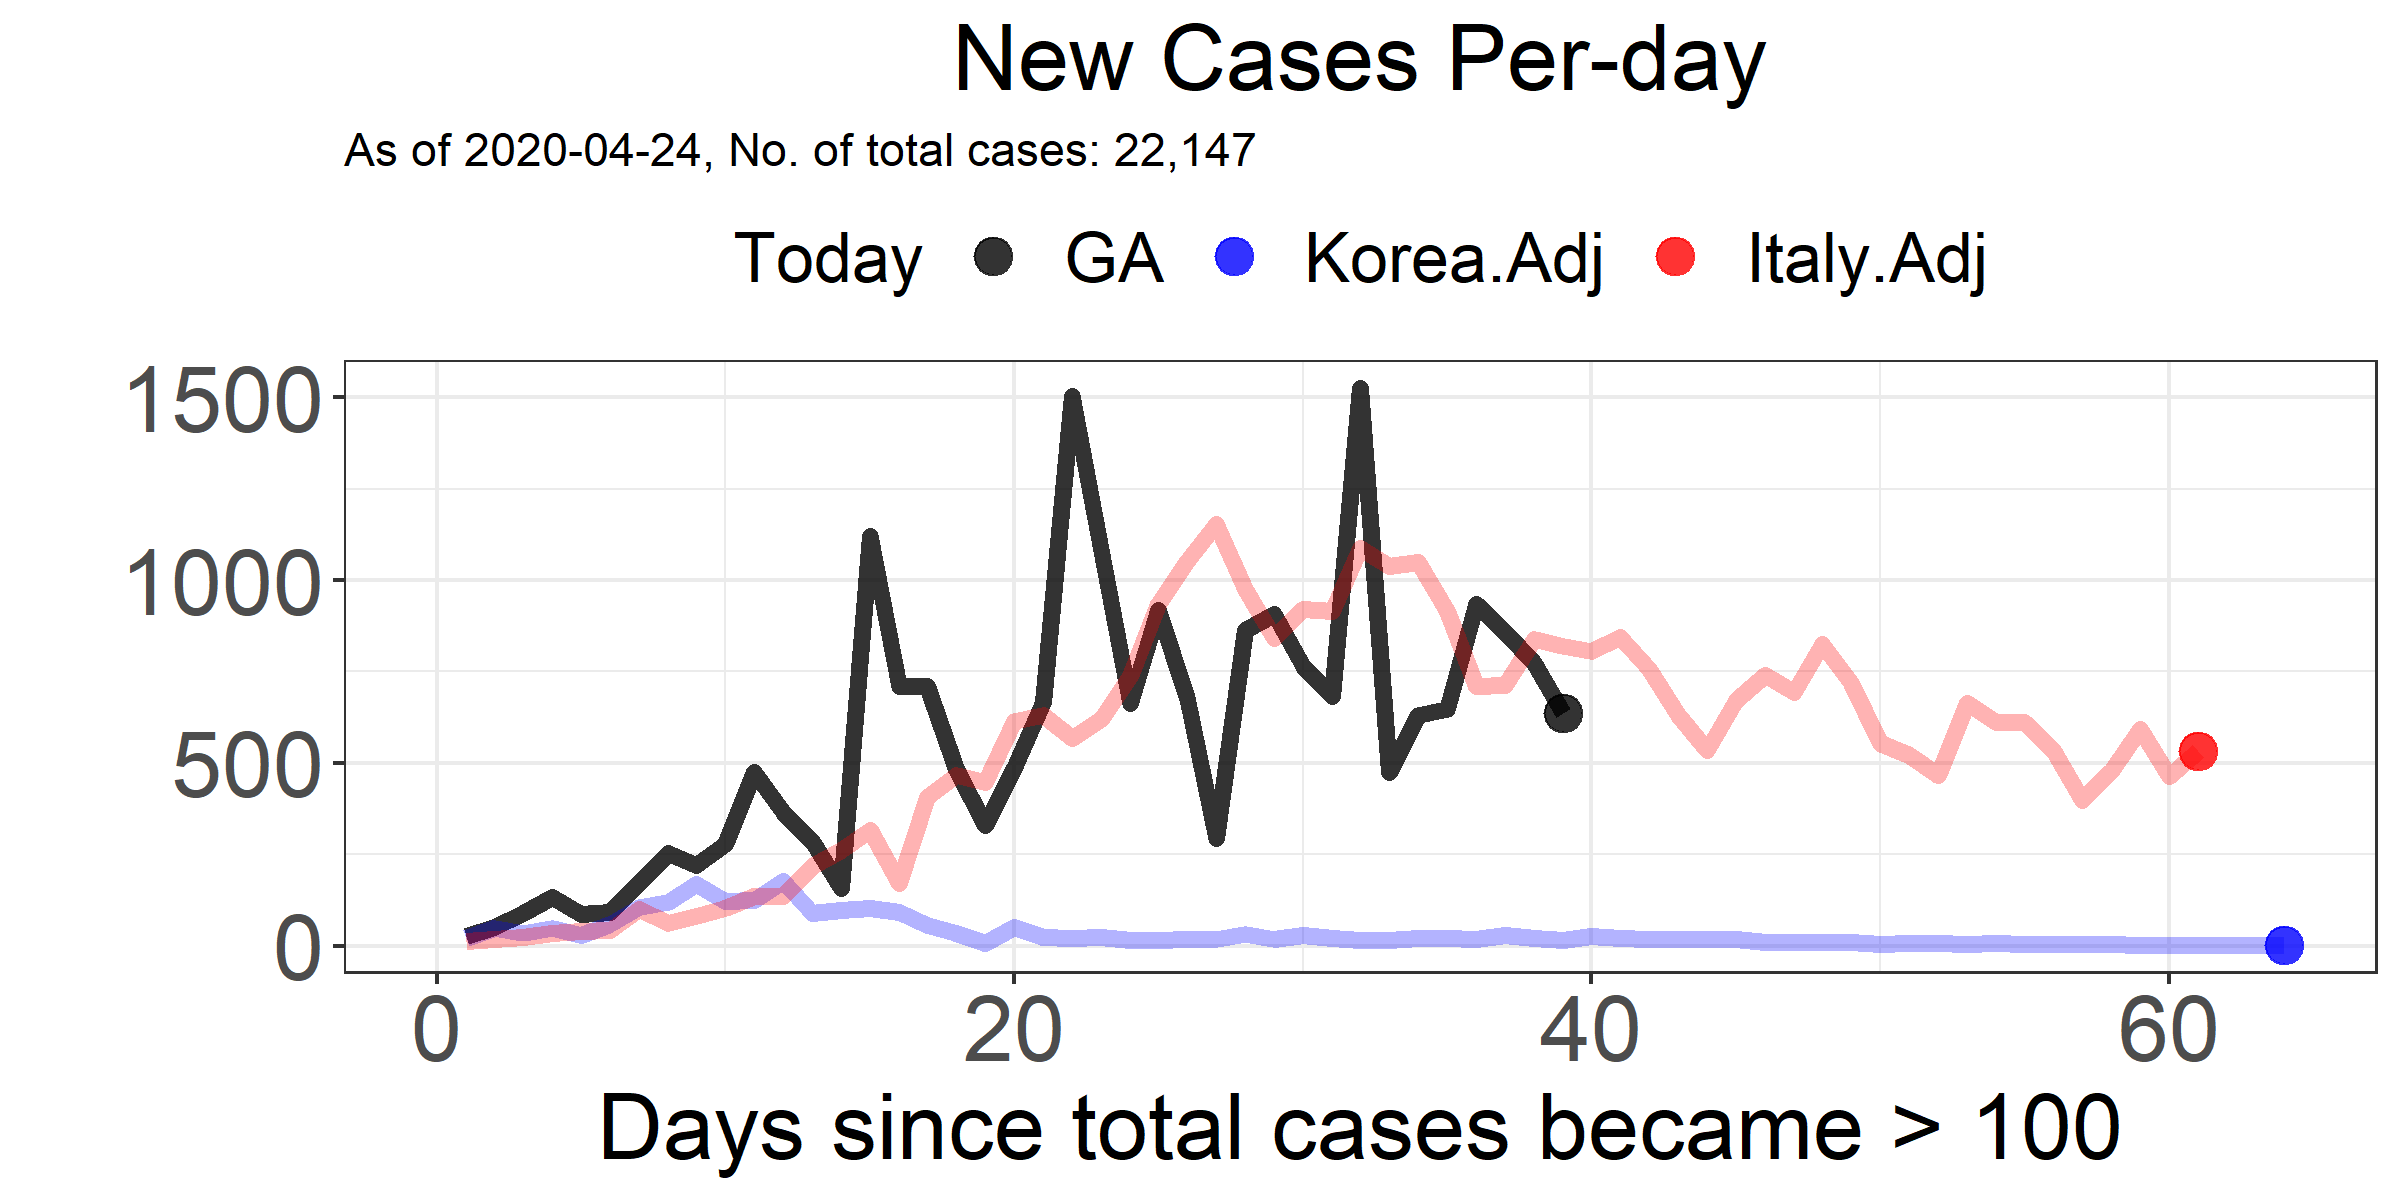 New Cases Per-day
As of 2020-04-24, No. of total cases: 22,147
Today GA Korea.Adj Italy.Adj
1500
1000
500
0
0 20 40 60
Days since total cases became > 100